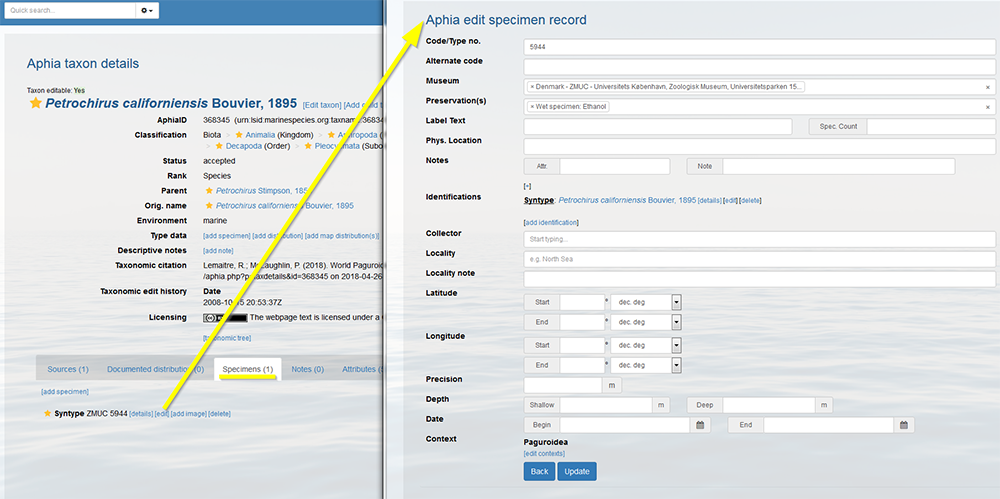 Quick search...
Aphia taxon details
Taxon editable: Yes
Petrochirus californiensis Bouvier, 1895 [Edit taxon] [Add child t
AphiaID 368345 (urn:lsid:marinespecies.org:taxname:36834
Classification Biota > Animalia (Kingdom) > Arthropoda (
> Decapoda (Order) > Pleocyemata (Subo
Status accepted
Rank Species
Parent Petrochirus Stimpson, 185
Orig. name Petrochirus californiensis Bouvier, 1895
Environment marine
Type data [add specimen] [add distribution] [add map distribution(s)]
Descriptive notes [add note]
Taxonomic citation Lemaitre, R.; McLaughlin, P. (2018). World Paguroid
/aphia.php?p=taxdetails&id=368345 on 2018-04-26
Taxonomic edit history Date
2008-10-15 20:53:37Z
Licensing The webpage text is licensed under a
[taxonomic tree]
Sources (1) Documented distribution (0) Specimens (1) Notes (0) Attributes (
[add specimen]
Syntype ZMUC 5944 [details] [edit] [add image] [delete]
Aphia edit specimen record
Code/Type no. 5944
Alternate code
Museum × Denmark - ZMUC - Universitets København, Zoologisk Museum, Universitetsparken 15... ×
Preservation(s) × Wet specimen: Ethanol ×
Label Text Spec. Count
Phys. Location
Notes Attr. Note
[+]
Identifications Syntype: Petrochirus californiensis Bouvier, 1895 [details] [edit] [delete]
[add identification]
Collector Start typing...
Locality e.g. North Sea
Locality note
Latitude Start ° dec. deg
End ° dec. deg
Longitude Start ° dec. deg
End ° dec. deg
Precision m
Depth Shallow m Deep m
Date Begin End
Context Paguroidea
[edit contexts]
Back Update